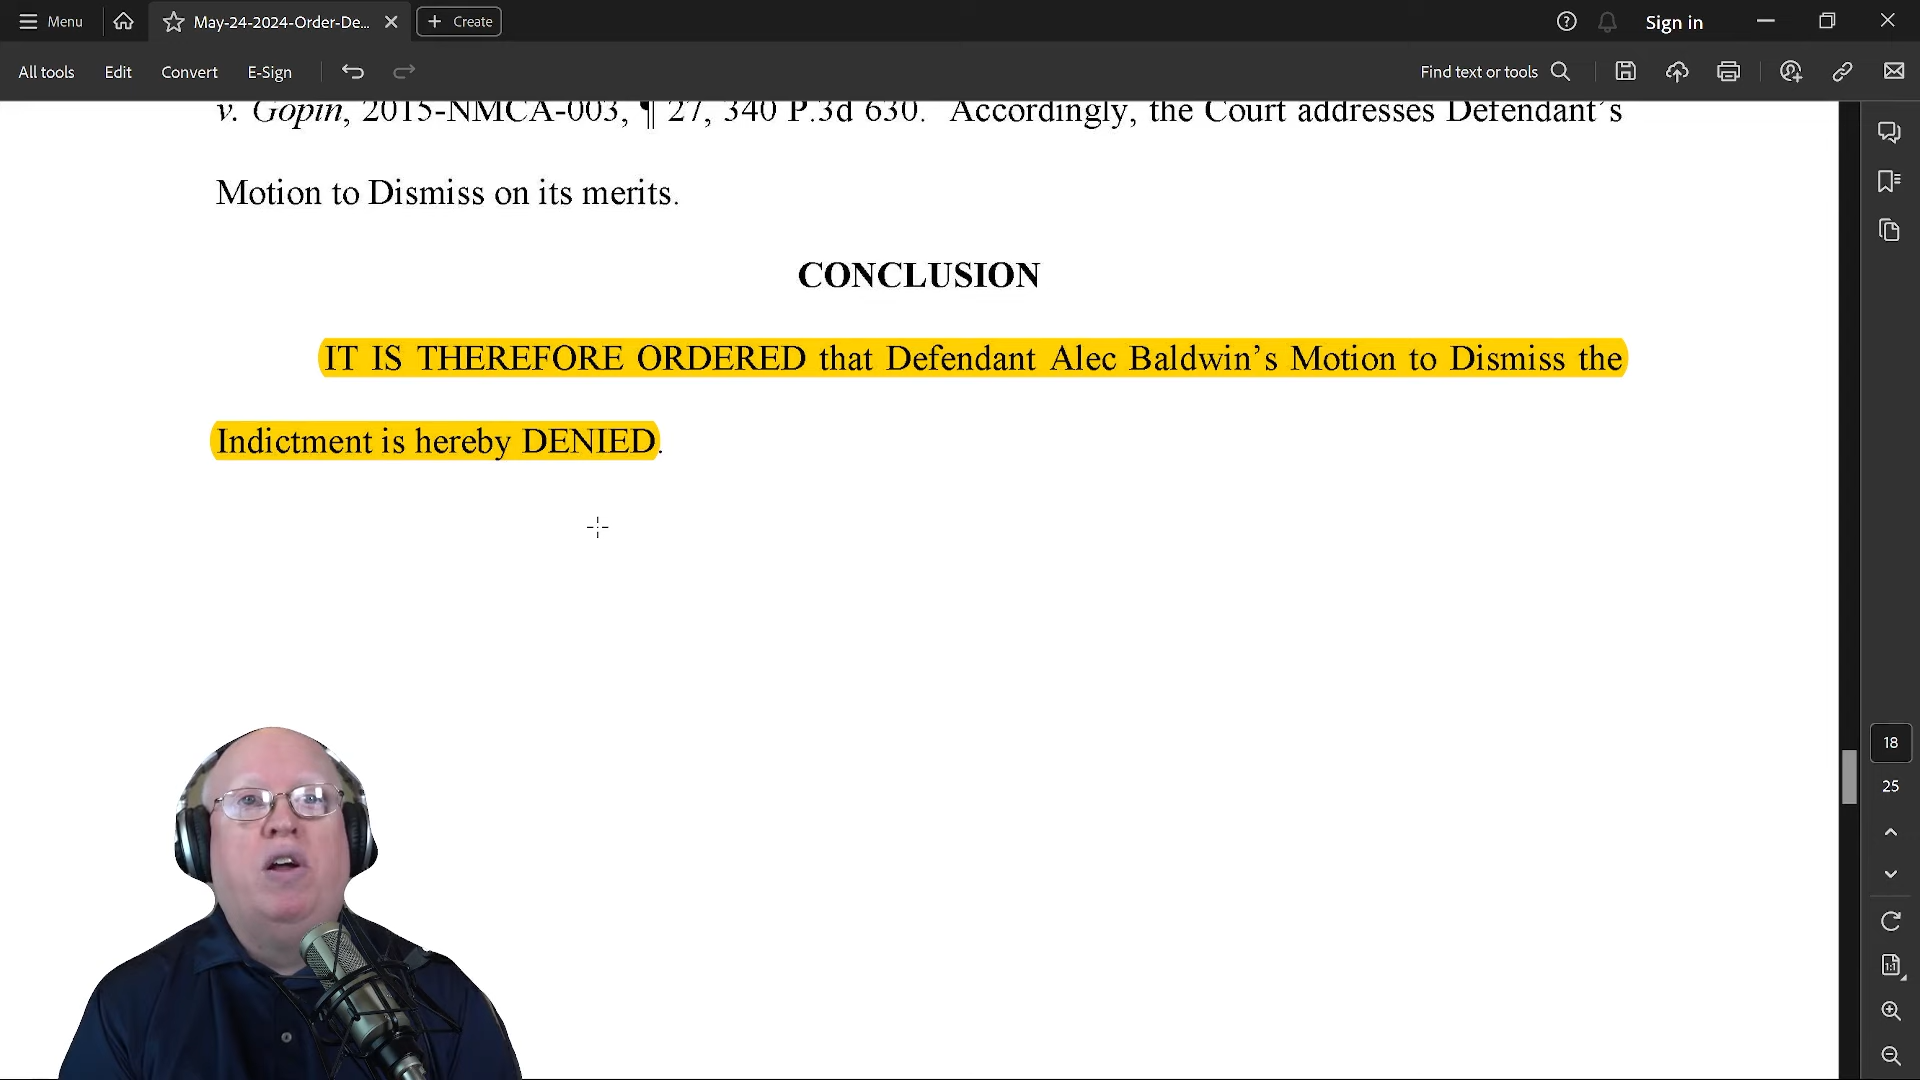 Menu
May-24-2024-Order-De...
Create
Sign in
All tools
Edit
Convert
E-Sign
Find text or tools
v. Gopin, 2015-NMCA-003, ¶ 27, 340 P.3d 630. Accordingly, the Court addresses Defendant’s
Motion to Dismiss on its merits.
CONCLUSION
IT IS THEREFORE ORDERED that Defendant Alec Baldwin’s Motion to Dismiss the
Indictment is hereby DENIED.
18
25
1:1